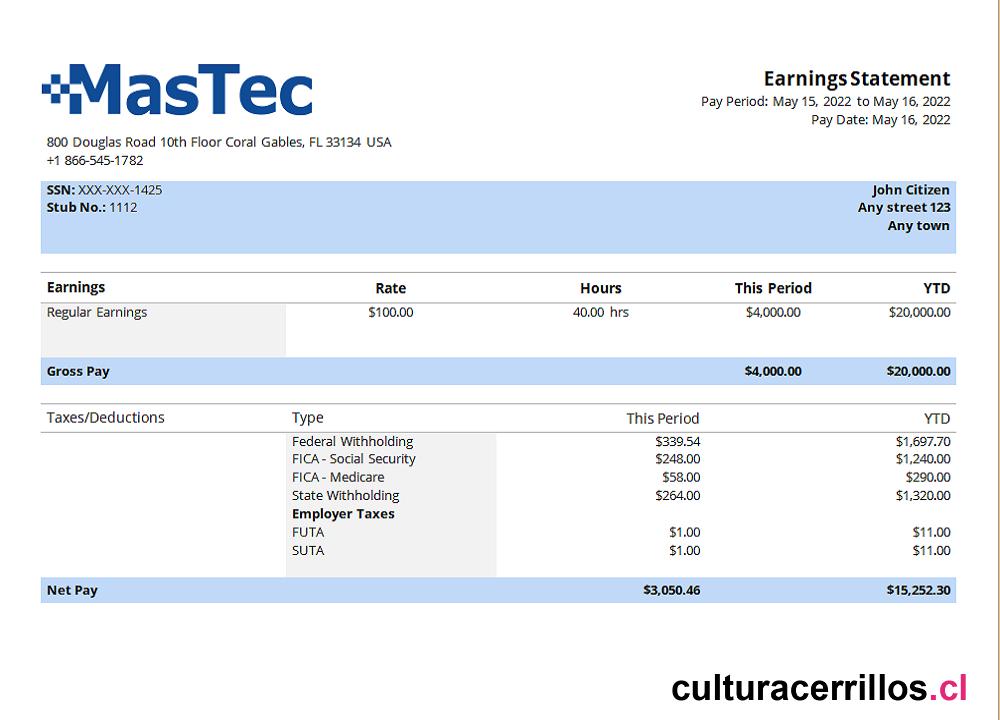 MasTec
Earnings Statement
Pay Period: May 15, 2022 to May 16, 2022
Pay Date: May 16, 2022
800 Douglas Road 10th Floor Coral Gables, FL 33134 USA
+1 866-545-1782
SSN: XXX-XXX-1425 John Citizen
Stub No.: 1112 Any street 123
Any town
Earnings Rate Hours This Period YTD
Regular Earnings $100.00 40.00 hrs $4,000.00 $20,000.00
Gross Pay $4,000.00 $20,000.00
Taxes/Deductions Type This Period YTD
Federal Withholding $339.54 $1,697.70
FICA - Social Security $248.00 $1,240.00
FICA - Medicare $58.00 $290.00
State Withholding $264.00 $1,320.00
Employer Taxes
FUTA $1.00 $11.00
SUTA $1.00 $11.00
Net Pay $3,050.46 $15,252.30
culturacerrillos.cl